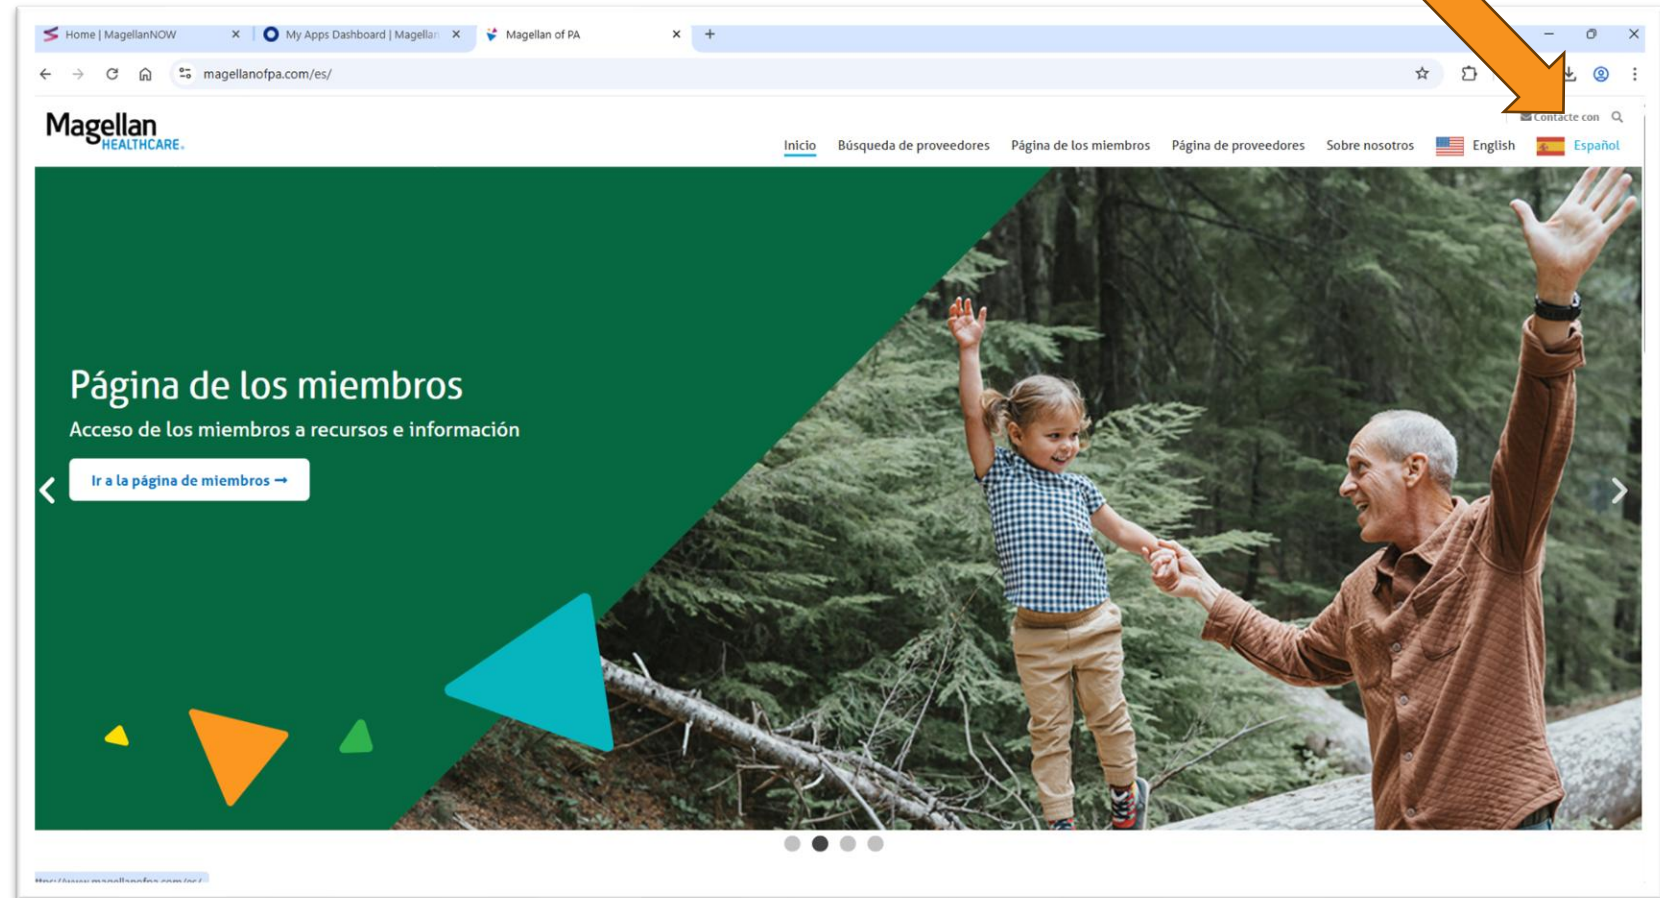 Home | MagellanNOW
My Apps Dashboard | Magellan
Magellan of PA
magellanofpa.com/es/
Contacte con
Magellan
HEALTHCARE.
Inicio Búsqueda de proveedores Página de los miembros Página de proveedores Sobre nosotros English Español
Página de los miembros
Acceso de los miembros a recursos e información
Ir a la página de miembros →